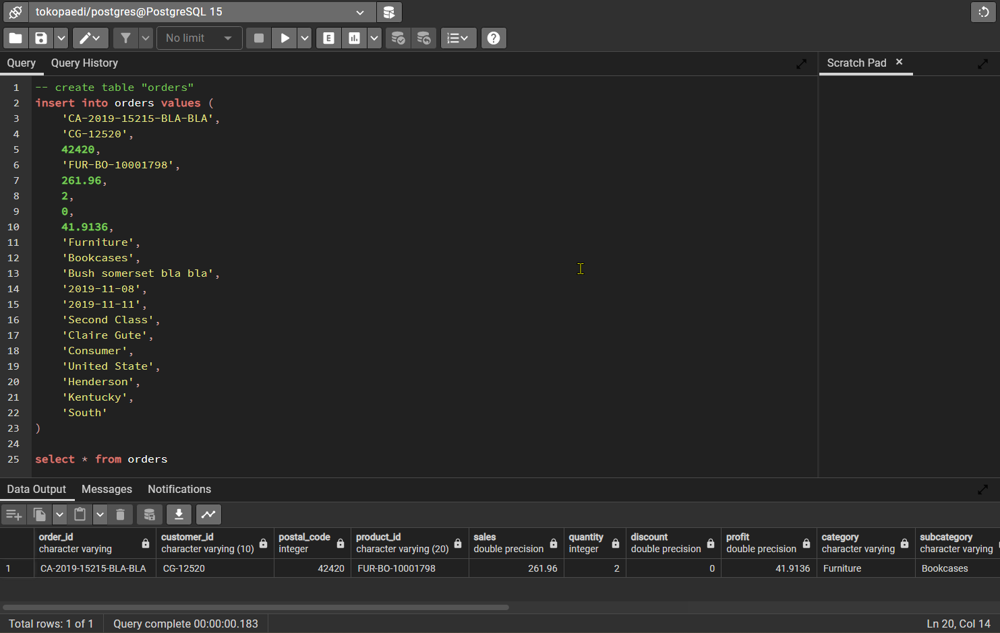 tokopaedi/postgres@PostgreSQL 15
No limit
E
Query Query History Scratch Pad
1 -- create table "orders"
2 insert into orders values (
3 'CA-2019-15215-BLA-BLA',
4 'CG-12520',
5 42420,
6 'FUR-BO-10001798',
7 261.96,
8 2,
9 0,
10 41.9136,
11 'Furniture',
12 'Bookcases',
13 'Bush somerset bla bla',
14 '2019-11-08',
15 '2019-11-11',
16 'Second Class',
17 'Claire Gute',
18 'Consumer',
19 'United State',
20 'Henderson',
21 'Kentucky',
22 'South'
23 )
24
25 select * from orders
Data Output Messages Notifications
order_id customer_id postal_code product_id sales quantity discount profit category subcategory
character varying character varying (10) integer character varying (20) double precision integer double precision double precision character varying character varying
1 CA-2019-15215-BLA-BLA CG-12520 42420 FUR-BO-10001798 261.96 2 0 41.9136 Furniture Bookcases
Total rows: 1 of 1 Query complete 00:00:00.183 Ln 20, Col 14